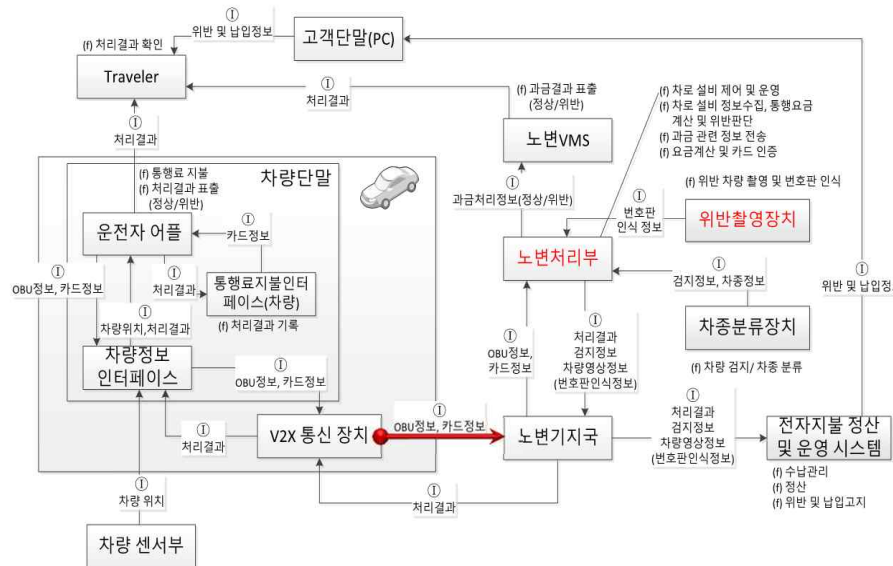 ①
위반 및 납입정보
고객단말(PC)
(f) 처리결과 확인
Traveler
①
처리결과
(f) 과금결과 표출
(정상/위반)
노변VMS
(f) 차로 설비 제어 및 운영
(f) 차로 설비 정보수집, 통행요금
계산 및 위반판단
(f) 과금 관련 정보 전송
(f) 요금계산 및 카드 인증
①
처리결과
차량단말
(f) 통행료 지불
(f) 처리결과 표출
(정상/위반)
①
과금처리정보(정상/위반)
(f) 위반 차량 촬영 및 번호판 인식
①
번호판
인식 정보
위반촬영장치
운전자 어플
①
카드정보
노변처리부
①
OBU정보, 카드정보
①
처리결과
통행료지불인터
페이스(차량)
(f) 처리결과 기록
①
검지정보, 차종정보
①
위반 및 납입정
차종분류장치
(f) 차량 검지/ 차종 분류
①
차량위치,처리결과
차량정보
인터페이스
①
OBU정보, 카드정보
①
OBU정보,
카드정보
①
처리결과
검지정보
차량영상정보
(번호판인식정보)
①
처리결과
V2X 통신 장치
①
OBU정보, 카드정보
노변기지국
①
처리결과
검지정보
차량영상정보
(번호판인식정보)
전자지불 정산
및 운영 시스템
(f) 수납관리
(f) 정산
(f) 위반 및 납입고지
①
차량 위치
①
처리결과
차량 센서부